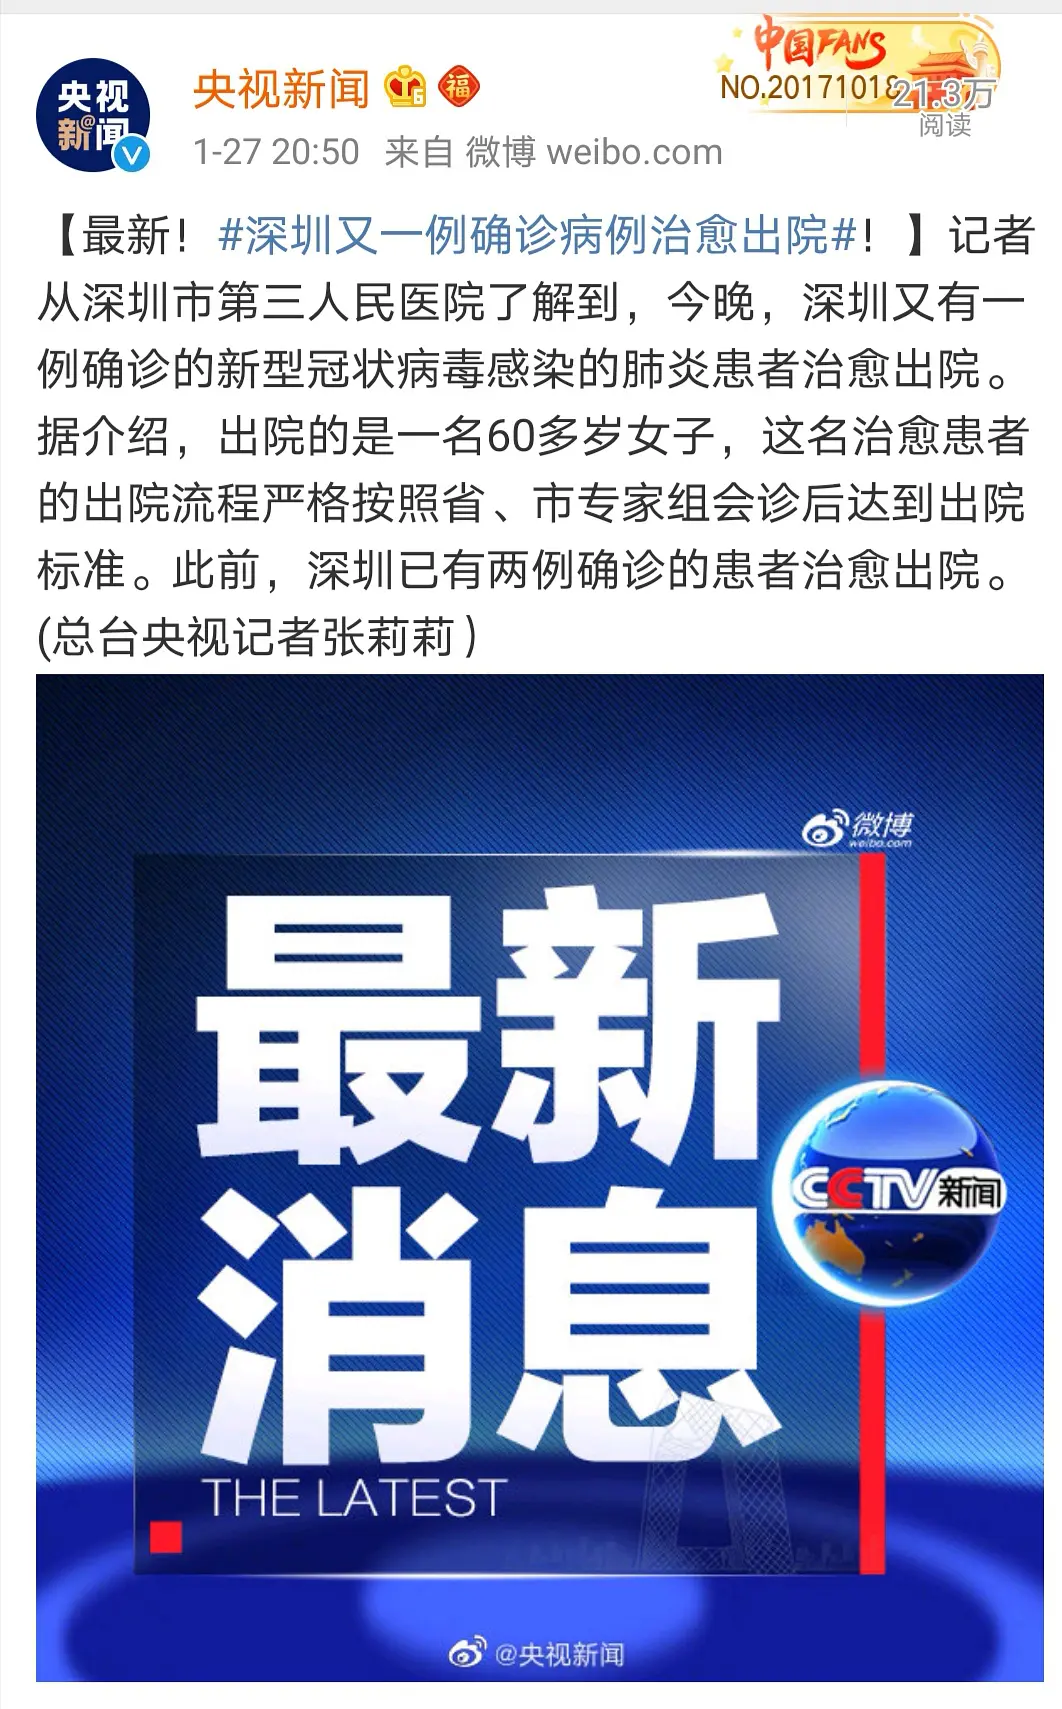 中国FANS
NO.20171018
21.3万
阅读
央视
新@闻
央视新闻
福
1-27 20:50 来自 微博 weibo.com
【最新！#深圳又一例确诊病例治愈出院#！】记者
从深圳市第三人民医院了解到，今晚，深圳又有一
例确诊的新型冠状病毒感染的肺炎患者治愈出院。
据介绍，出院的是一名60多岁女子，这名治愈患者
的出院流程严格按照省、市专家组会诊后达到出院
标准。此前，深圳已有两例确诊的患者治愈出院。
(总台央视记者张莉莉）
微博
weibo.com
最新
消息
CCTV新闻
THE LATEST
@央视新闻